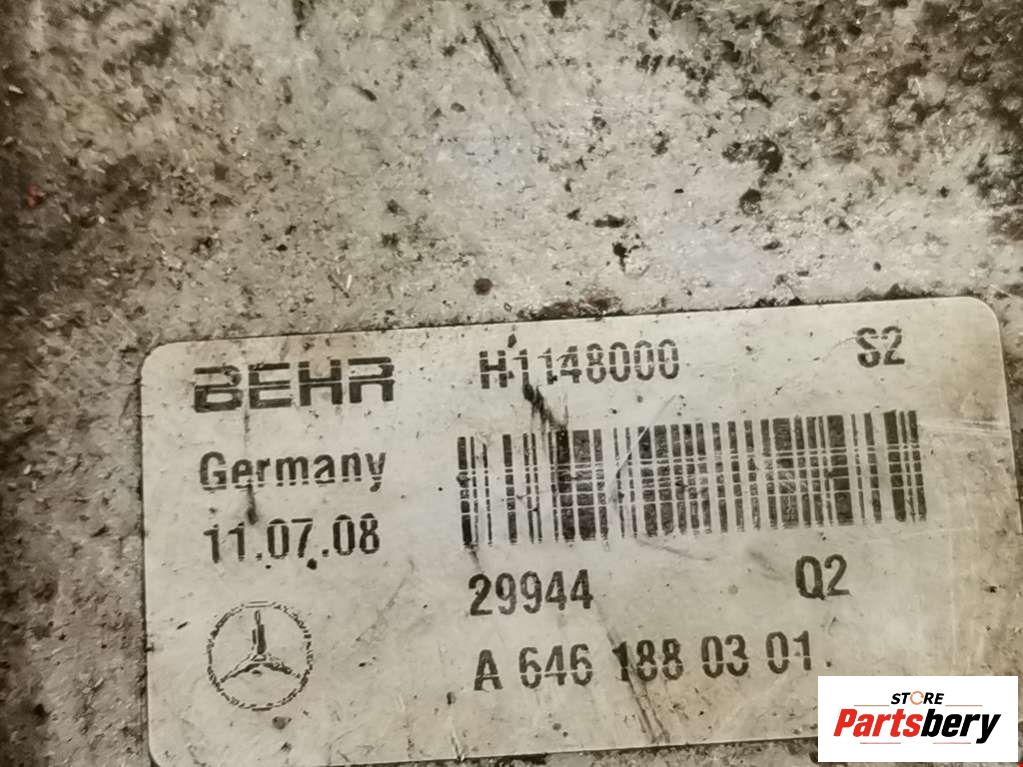 BEHR H1148000 S2
Germany
11.07.08
29944 Q2
A 646 188 03 01
STORE
Partsbery